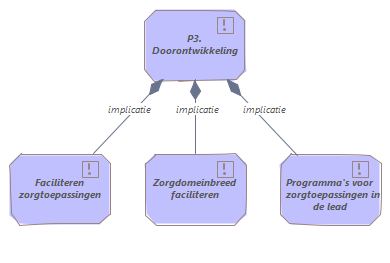 P3.
Doorontwikkeling
implicatie
implicatie
implicatie
Faciliteren
zorgtoepassingen
Zorgdomeinbreed
faciliteren
Programma's voor
zorgtoepassingen in
de lead